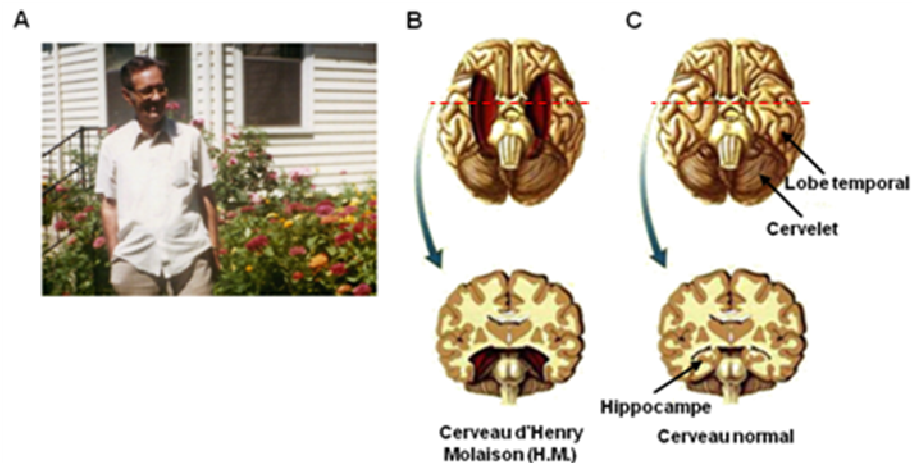 A
B
C
Lobe temporal
Cervelet
Hippocampe
Cerveau d'Henry
Molaison (H.M.)
Cerveau normal